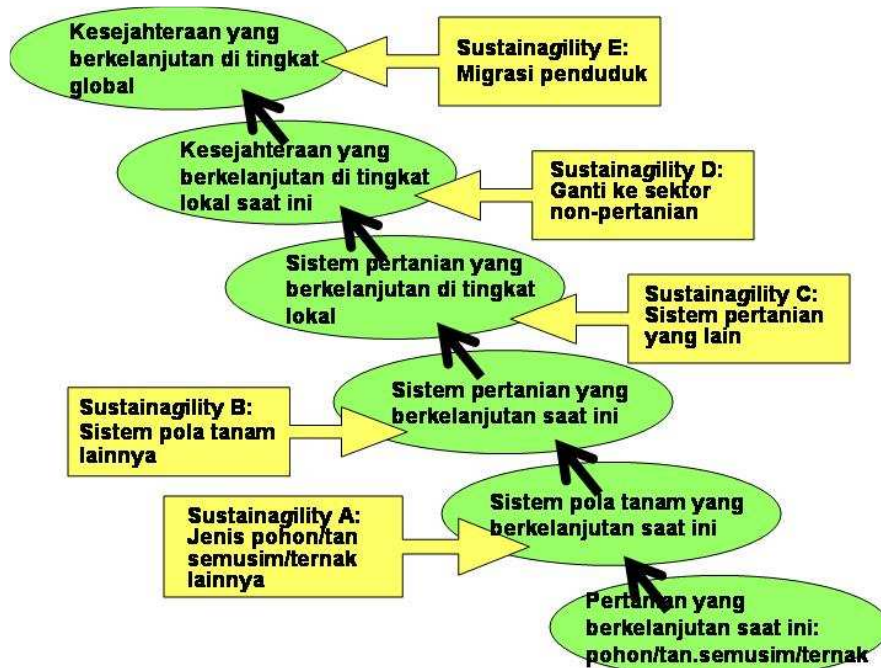 Kesejahteraan yang
berkelanjutan di tingkat
global
Sustainagility E:
Migrasi penduduk
Kesejahteraan yang
berkelanjutan di tingkat
lokal saat ini
Sustainagility D:
Ganti ke sektor
non-pertanian
Sistem pertanian yang
berkelanjutan di tingkat
lokal
Sustainagility C:
Sistem pertanian
yang lain
Sistem pertanian yang
berkelanjutan saat ini
Sustainagility B:
Sistem pola tanam
lainnya
Sistem pola tanam yang
berkelanjutan saat ini
Sustainagility A:
Jenis pohon/tan
semusim/ternak
lainnya
Pertanian yang
berkelanjutan saat ini:
pohon/tan.semusim/ternak